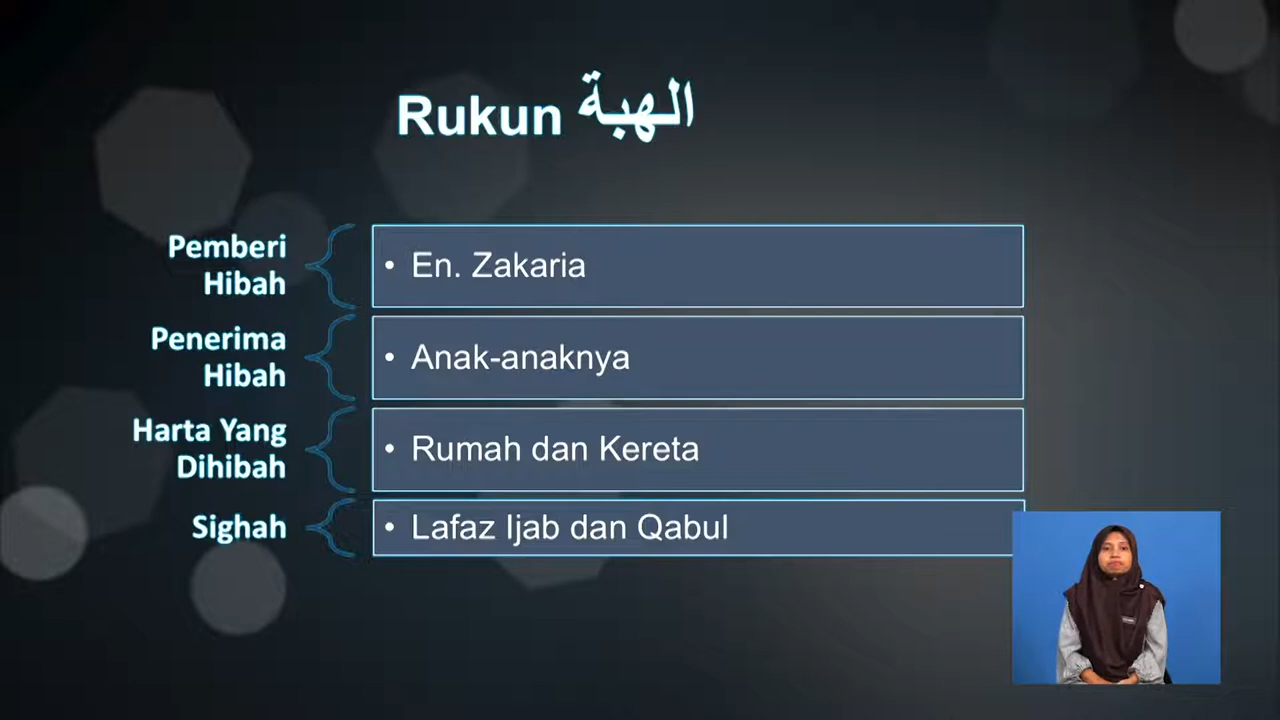 Rukun الهبة
Pemberi
Hibah
• En. Zakaria
Penerima
Hibah
• Anak-anaknya
Harta Yang
Dihibah
• Rumah dan Kereta
Sighah
• Lafaz Ijab dan Qabul